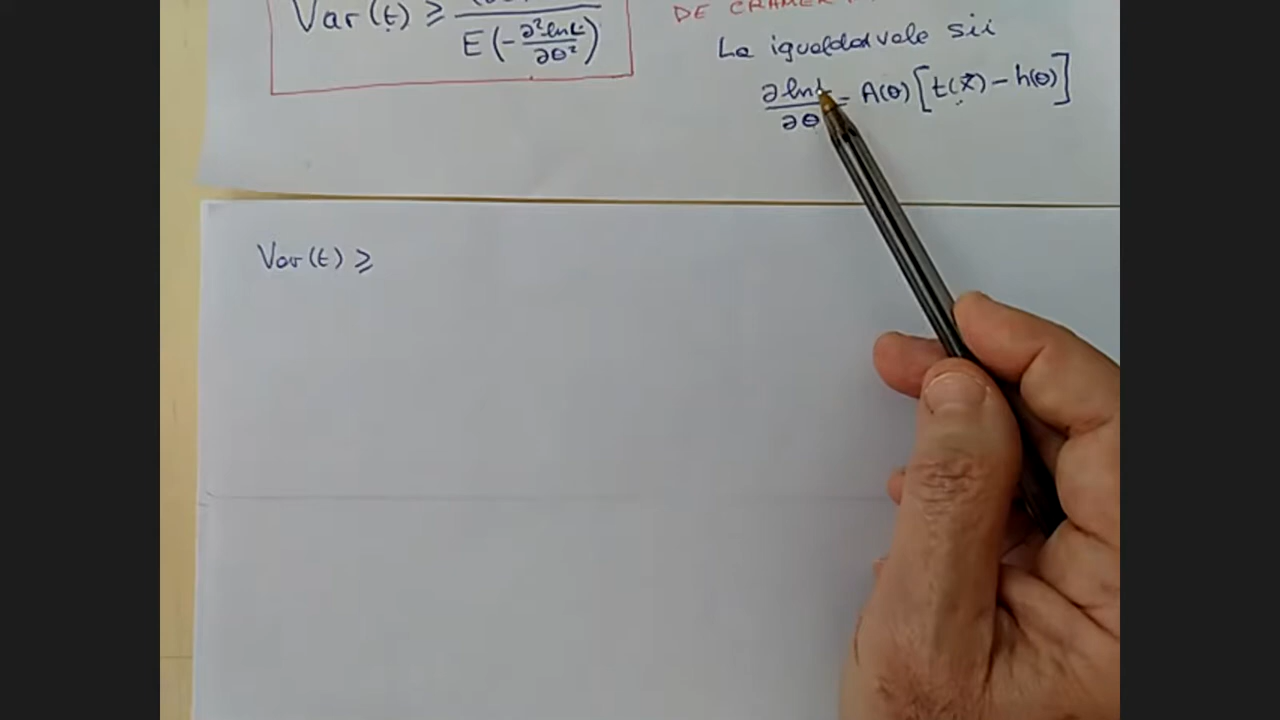 Var(t) ≥
E(-∂²lnL/∂θ²)
DE CRAMER
La igualdad vale sii
∂lnL/∂θ = A(θ)[t(x⃗) - h(θ)]
Var(t) ≥